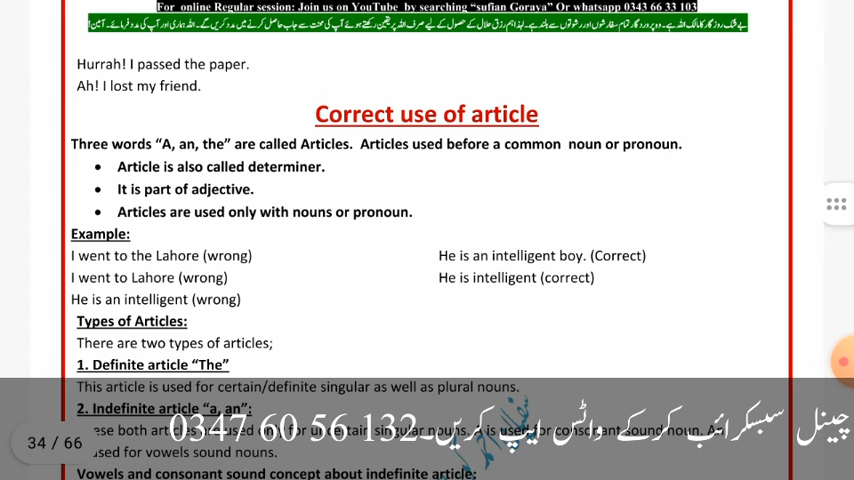 For online Regular session: Join us on YouTube by searching “sufian Goraya” Or whatsapp 0343 66 33 103
Hurrah! I passed the paper.
Ah! I lost my friend.
Correct use of article
Three words “A, an, the” are called Articles. Articles used before a common noun or pronoun.
• Article is also called determiner.
• It is part of adjective.
• Articles are used only with nouns or pronoun.
Example:
I went to the Lahore (wrong) He is an intelligent boy. (Correct)
I went to Lahore (wrong) He is intelligent (correct)
He is an intelligent (wrong)
Types of Articles:
There are two types of articles;
1. Definite article “The”
This article is used for certain/definite singular as well as plural nouns.
2. Indefinite article “a, an”:
چینل سبسکرائب کرکے واٹس ایپ کریں۔ 0347 60 56 132
34 / 66
used for vowels sound nouns.
Vowels and consonant sound concept about indefinite article;